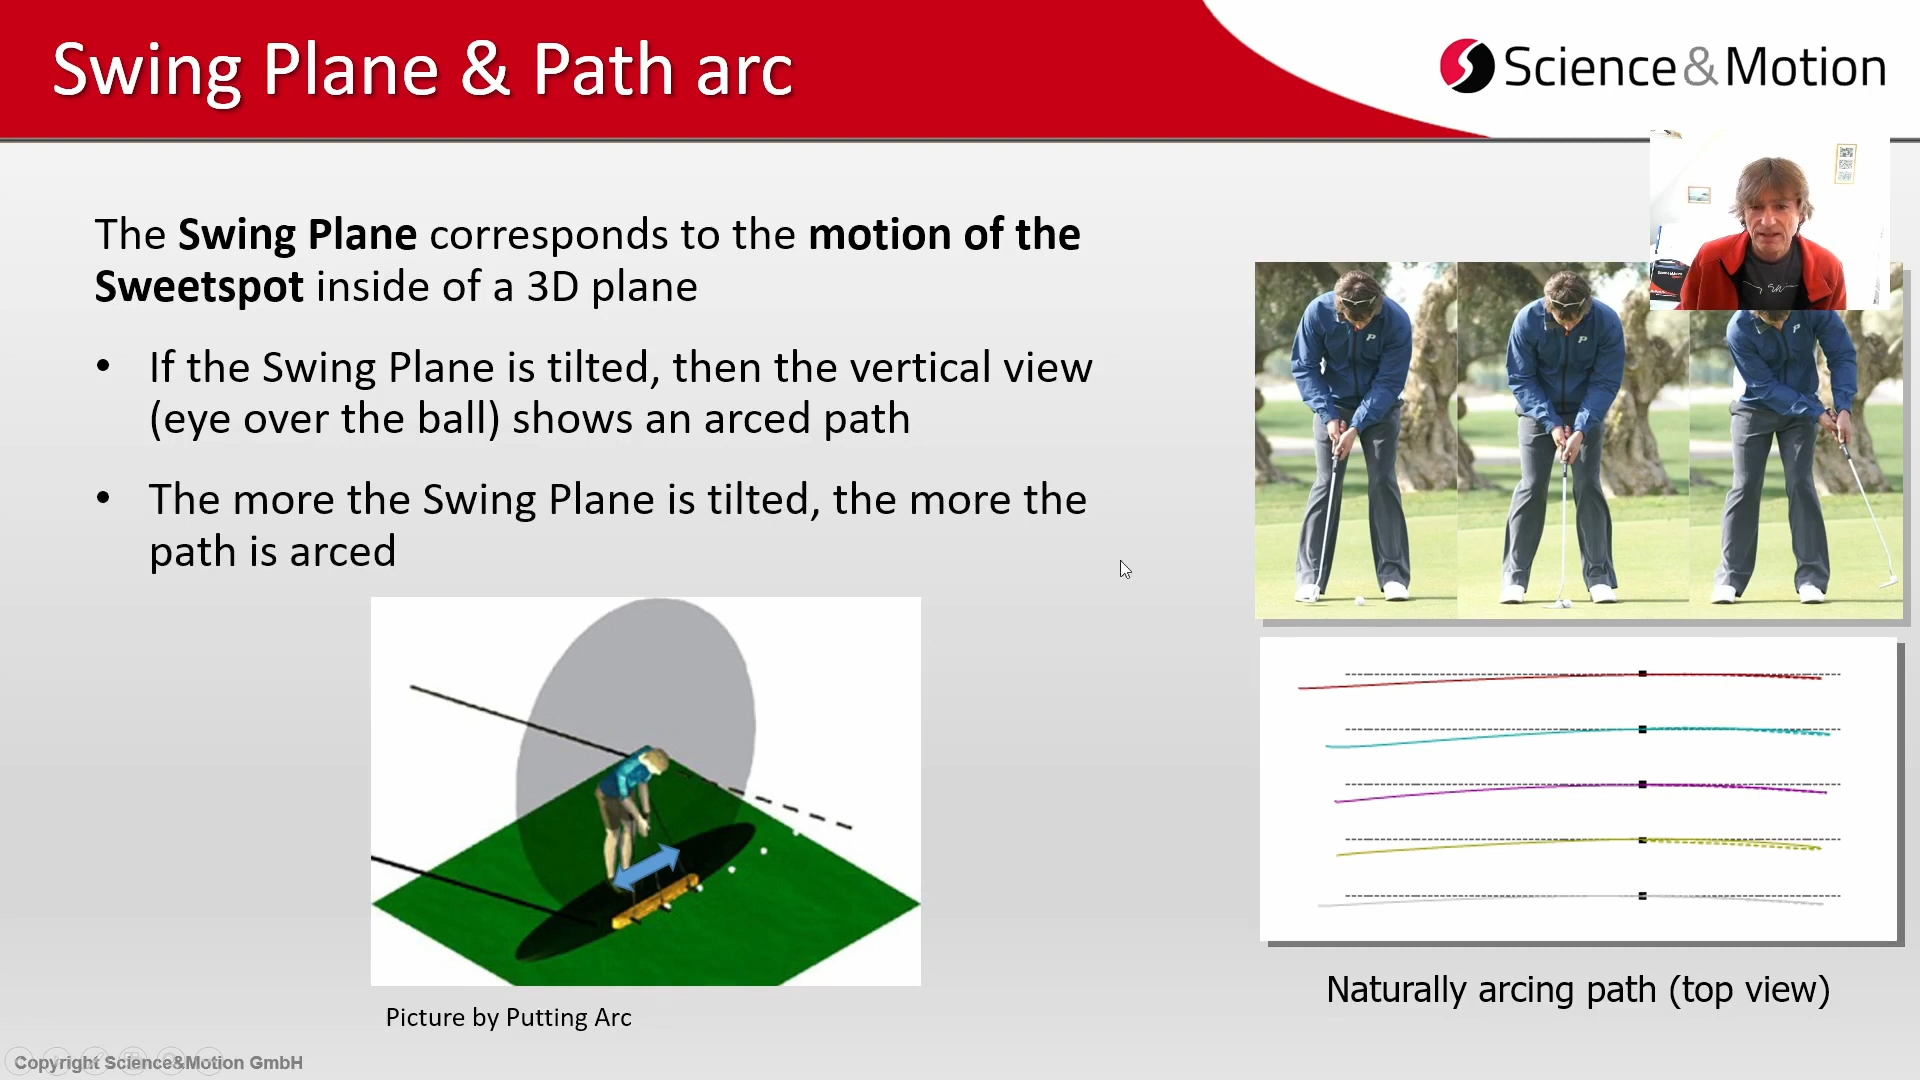 Swing Plane & Path arc
Science&Motion
The Swing Plane corresponds to the motion of the
Sweetspot inside of a 3D plane
• If the Swing Plane is tilted, then the vertical view
(eye over the ball) shows an arced path
• The more the Swing Plane is tilted, the more the
path is arced
Picture by Putting Arc
Naturally arcing path (top view)
Copyright Science&Motion GmbH